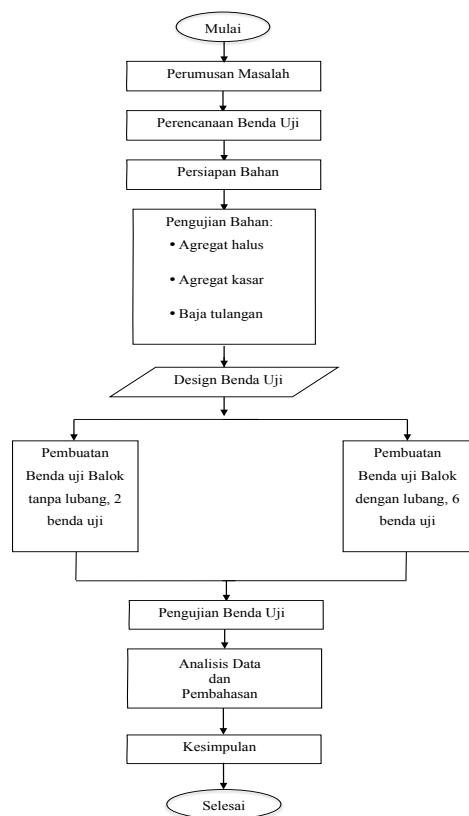 Mulai
Perumusan Masalah
Perencanaan Benda Uji
Persiapan Bahan
Pengujian Bahan:
• Agregat halus
• Agregat kasar
• Baja tulangan
Design Benda Uji
Pembuatan
Benda uji Balok
tanpa lubang, 2
benda uji
Pembuatan
Benda uji Balok
dengan lubang, 6
benda uji
Pengujian Benda Uji
Analisis Data
dan
Pembahasan
Kesimpulan
Selesai